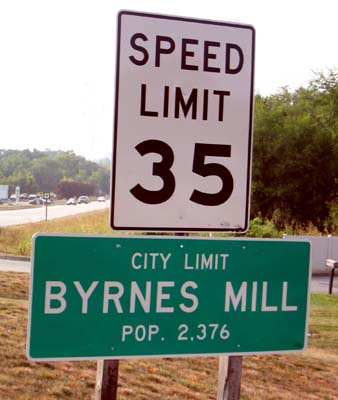 SPEED
LIMIT
35
CITY LIMIT
BYRNES MILL
POP. 2,376